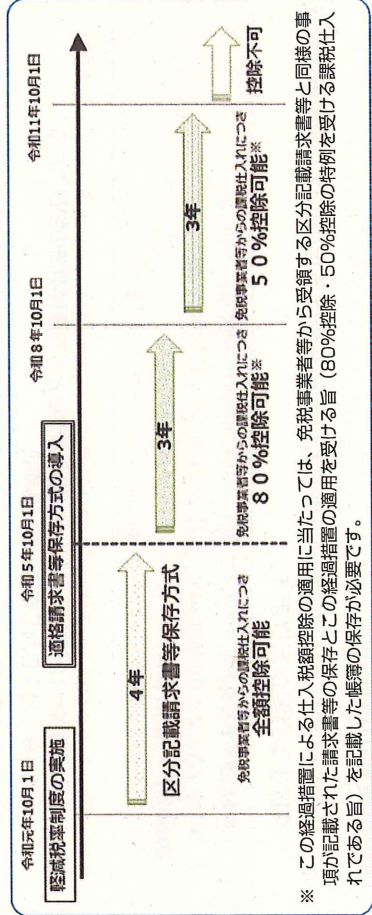 令和元年10月1日
令和5年10月1日
令和8年10月1日
令和11年10月1日
軽減税率制度の実施
適格請求書等保存方式の導入
4年
区分記載請求書等保存方式
免税事業者等からの課税仕入れにつき
全額控除可能
3年
免税事業者等からの課税仕入れにつき
80%控除可能※
3年
免税事業者等からの課税仕入れにつき
50%控除可能※
控除不可
※ この経過措置による仕入税額控除の適用に当たっては、免税事業者等から受領する区分記載請求書等と同様の事
項が記載された請求書等の保存とこの経過措置の適用を受ける旨（80%控除・50%控除の特例を受ける課税仕入
れである旨）を記載した帳簿の保存が必要です。